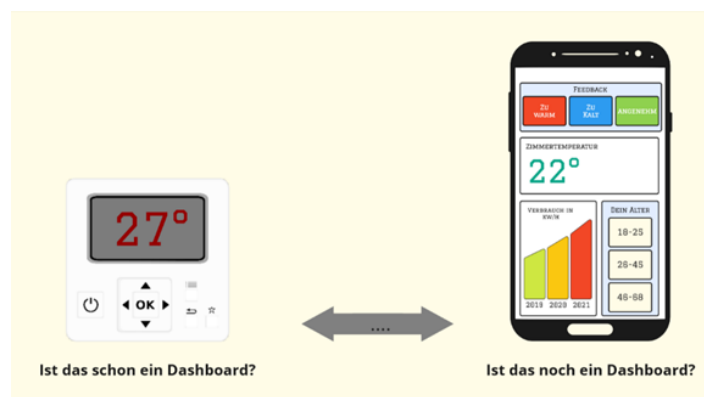 27°
OK
....
Ist das schon ein Dashboard?
FEEDBACK
ZU WARM
ZU KALT
ANGENEHM
ZIMMERTEMPERATUR
22°
VERBRAUCH IN
KW/H
2019 2020 2021
DEIN ALTER
18-25
26-45
46-68
Ist das noch ein Dashboard?